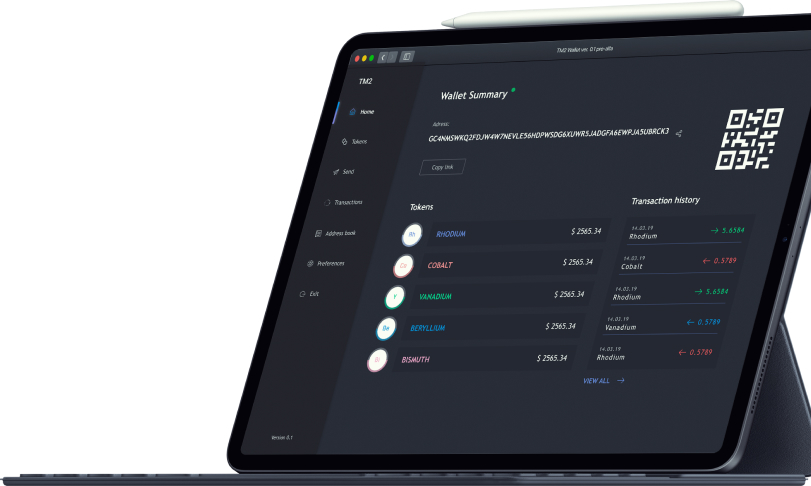 TM2 Wallet ver. 0.1 pre-alfa
TM2
Home
Tokens
Send
Transactions
Address book
Preferences
Exit
Version 0.1
Wallet Summary
Adress:
Copy link
Tokens
Rh RHODIUM $ 2565.34
Co COBALT $ 2565.34
V VANADIUM $ 2565.34
Be BERYLLIUM $ 2565.34
Bi BISMUTH $ 2565.34
Transaction history
14.03.19
Rhodium → 5.6584
14.03.19
Cobalt ← 0.5789
14.03.19
Rhodium → 5.6584
14.03.19
Vanadium ← 0.5789
14.03.19
Rhodium ← 0.5789
VIEW ALL →